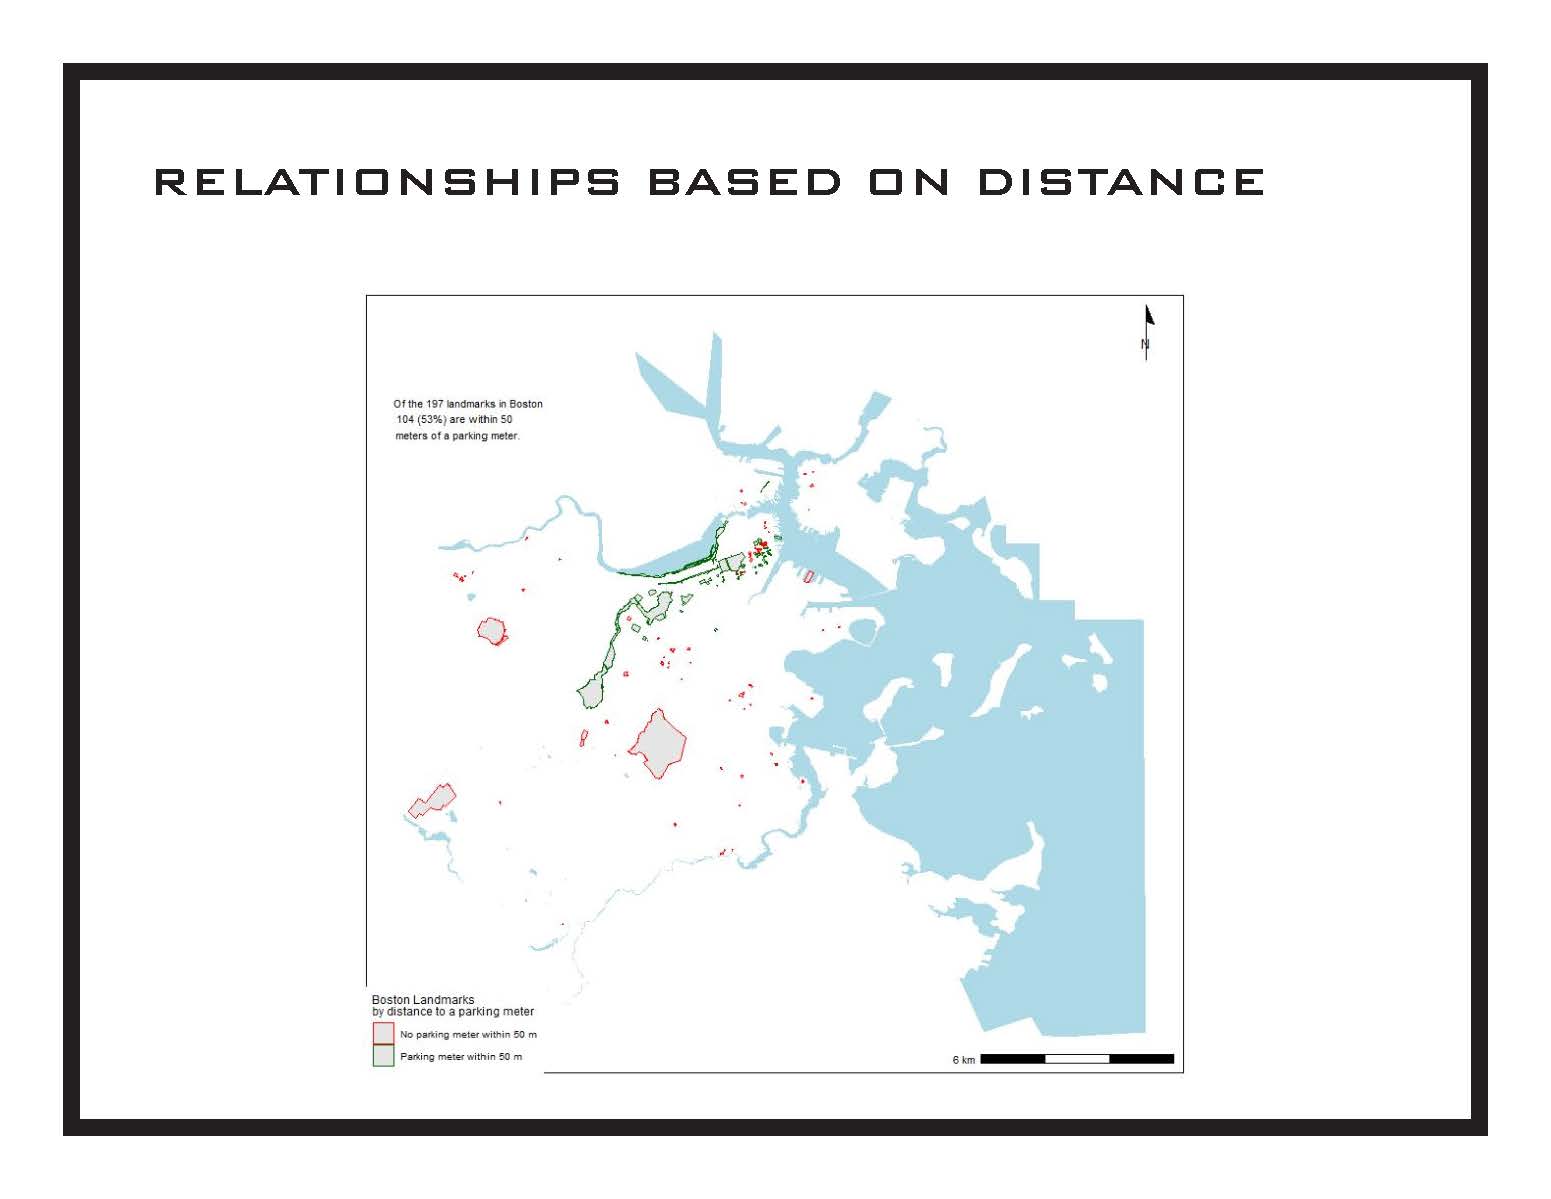 RELATIONSHIPS BASED ON DISTANCE
N
Of the 197 landmarks in Boston
104 (53%) are within 50
meters of a parking meter.
Boston Landmarks
by distance to a parking meter
No parking meter within 50 m
Parking meter within 50 m
6 km